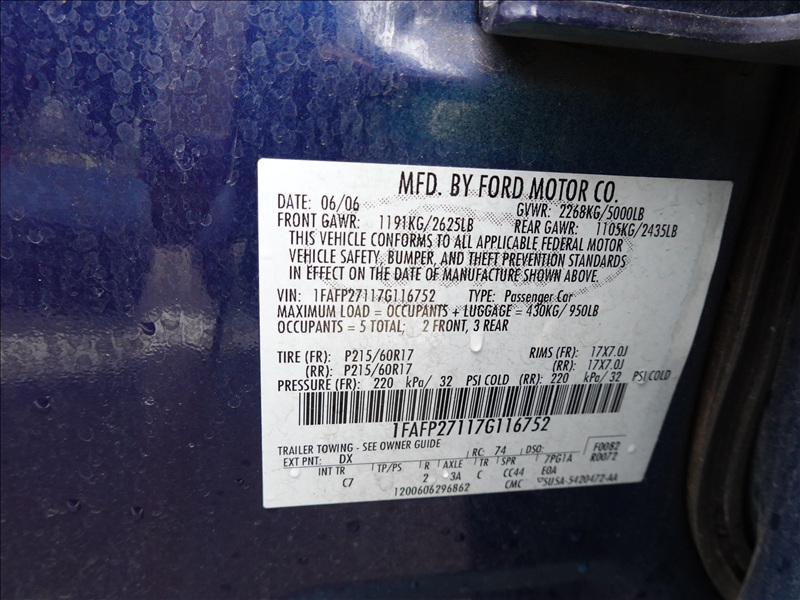 MFD. BY FORD MOTOR CO.
DATE: 06/06 GVWR: 2268KG/5000LB
FRONT GAWR: 1191KG/2625LB REAR GAWR: 1105KG/2435LB
THIS VEHICLE CONFORMS TO ALL APPLICABLE FEDERAL MOTOR
VEHICLE SAFETY, BUMPER, AND THEFT PREVENTION STANDARDS
IN EFFECT ON THE DATE OF MANUFACTURE SHOWN ABOVE.
VIN: 1FAFP27117G116752 TYPE: Passenger Car
MAXIMUM LOAD = OCCUPANTS + LUGGAGE = 430KG/950LB
OCCUPANTS = 5 TOTAL; 2 FRONT, 3 REAR
TIRE (FR): P215/60R17 RIMS (FR): 17X7.0J
(RR): P215/60R17 (RR): 17X7.0J
PRESSURE (FR): 220 kPa/ 32 PSI COLD (RR): 220 kPa/ 32 PSI COLD
1FAFP27117G116752
TRAILER TOWING - SEE OWNER GUIDE
EXT PNT: DX RC: 74 DSO: F0082
7PG1A R0072
INT TR TP/PS R AXLE TR SPR
C7 2 3A C CC44 EOA
1200606296862 CMC 5U5A-5420472-AA